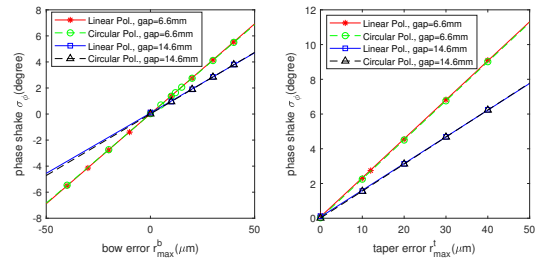 8
6
4
2
0
-2
-4
-6
-8
phase shake σϕ(degree)
Linear Pol., gap=6.6mm
Circular Pol., gap=6.6mm
Linear Pol., gap=14.6mm
Circular Pol., gap=14.6mm
-50 0 50
bow error r^b_max(μm)
12
10
8
6
4
2
0
phase shake σϕ(degree)
Linear Pol., gap=6.6mm
Circular Pol., gap=6.6mm
Linear Pol., gap=14.6mm
Circular Pol., gap=14.6mm
0 10 20 30 40 50
taper error r^t_max(μm)